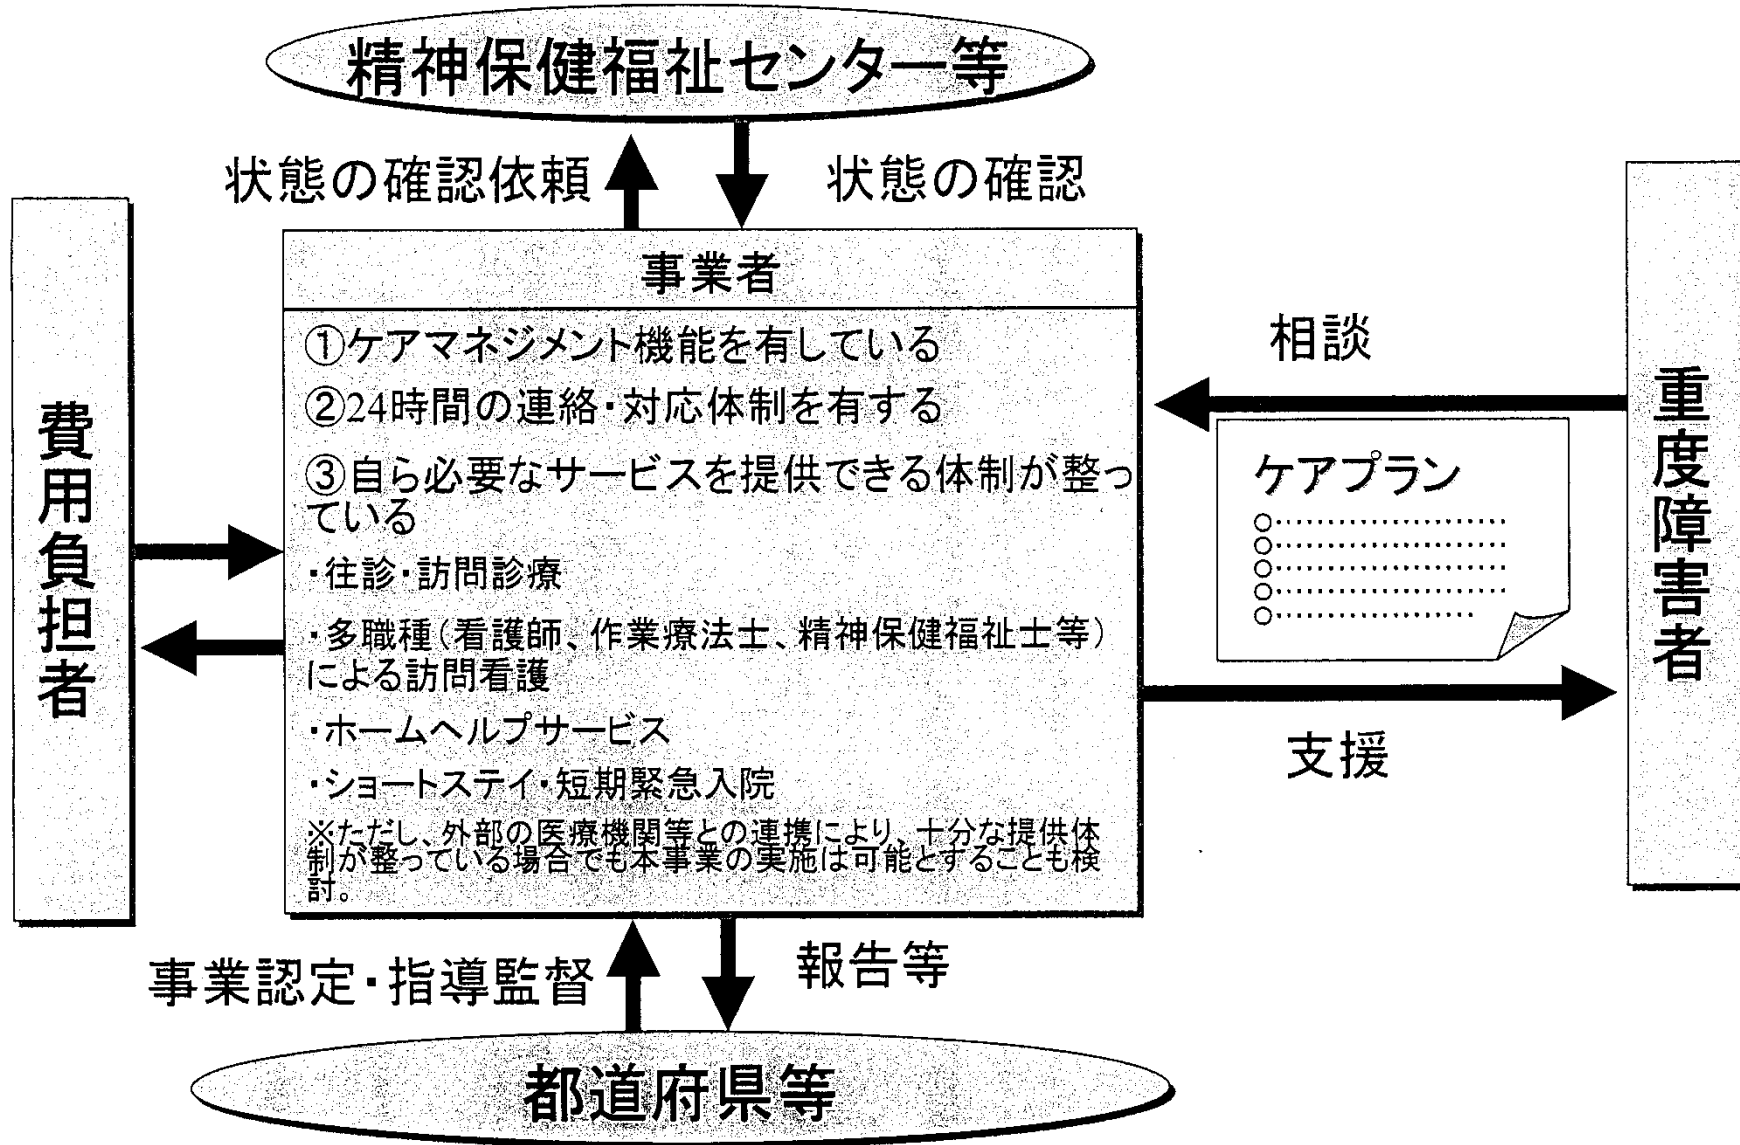 精神保健福祉センター等
状態の確認依頼
状態の確認
費用負担者
事業者
①ケアマネジメント機能を有している
②24時間の連絡・対応体制を有する
③自ら必要なサービスを提供できる体制が整っ
ている
・往診・訪問診療
・多職種（看護師、作業療法士、精神保健福祉士等）
による訪問看護
・ホームヘルプサービス
・ショートステイ・短期緊急入院
※ただし、外部の医療機関等との連携により、十分な提供体
制が整っている場合でも本事業の実施は可能とすることも検
討。
相談
ケアプラン
支援
重度障害者
事業認定・指導監督
報告等
都道府県等